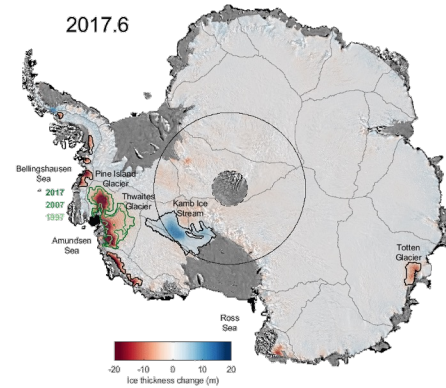 2017.6
Bellingshausen
Sea
Pine Island
Glacier
2017
2007
1997
Thwaites
Glacier
Kamb Ice
Stream
Amundsen
Sea
Totten
Glacier
Ross
Sea
-20 -10 0 10 20
Ice thickness change (m)